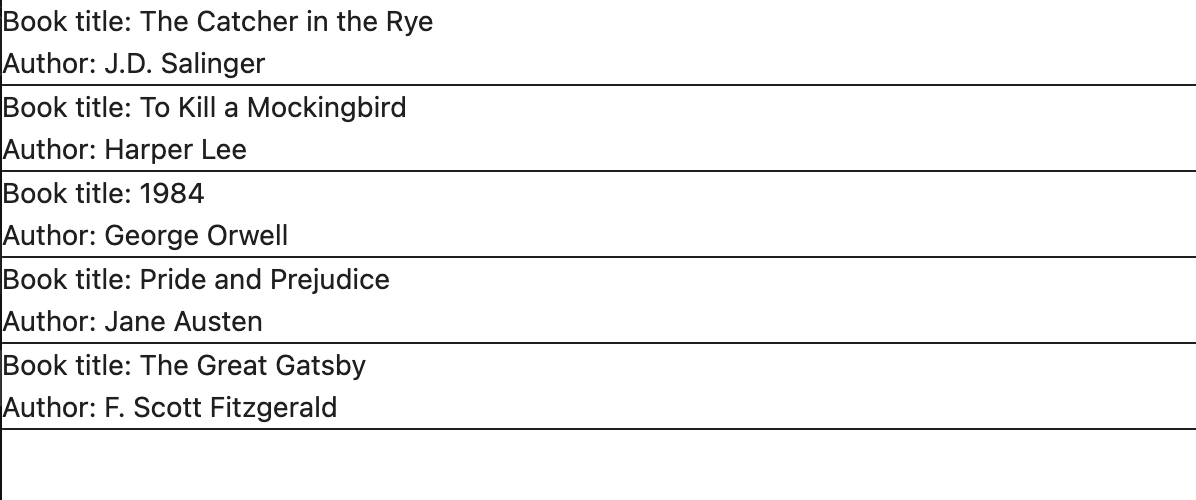 Book title: The Catcher in the Rye
Author: J.D. Salinger
Book title: To Kill a Mockingbird
Author: Harper Lee
Book title: 1984
Author: George Orwell
Book title: Pride and Prejudice
Author: Jane Austen
Book title: The Great Gatsby
Author: F. Scott Fitzgerald